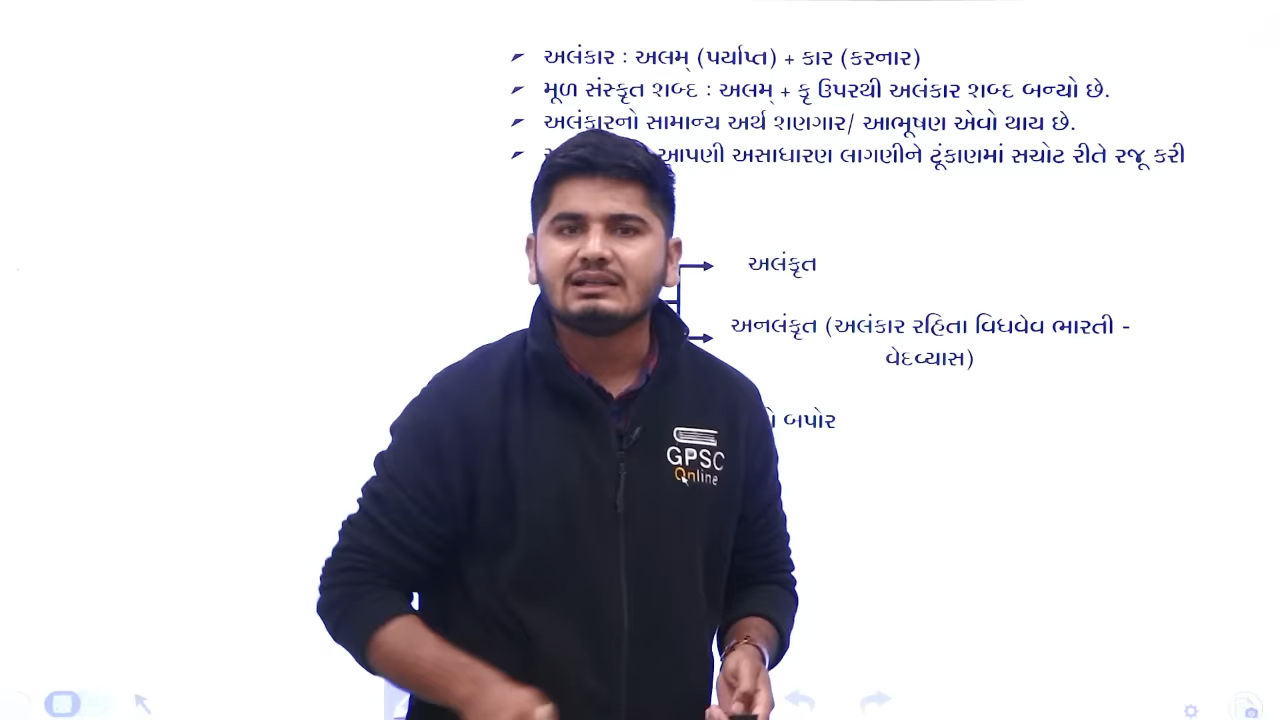 અલંકાર : અલમ્ (પર્યાપ્ત) + કાર (કરનાર)
મૂળ સંસ્કૃત શબ્દ : અલમ્ + કૃ ઉપરથી અલંકાર શબ્દ બન્યો છે.
અલંકારનો સામાન્ય અર્થ શણગાર/ આભૂષણ એવો થાય છે.
આપણી અસાધારણ લાગણીને ટૂંકાણમાં સચોટ રીતે રજૂ કરી
અલંકૃત
અનલંકૃત (અલંકાર રહિતા વિધવેવ ભારતી -
વેદવ્યાસ)
બપોર
GPSC
Online